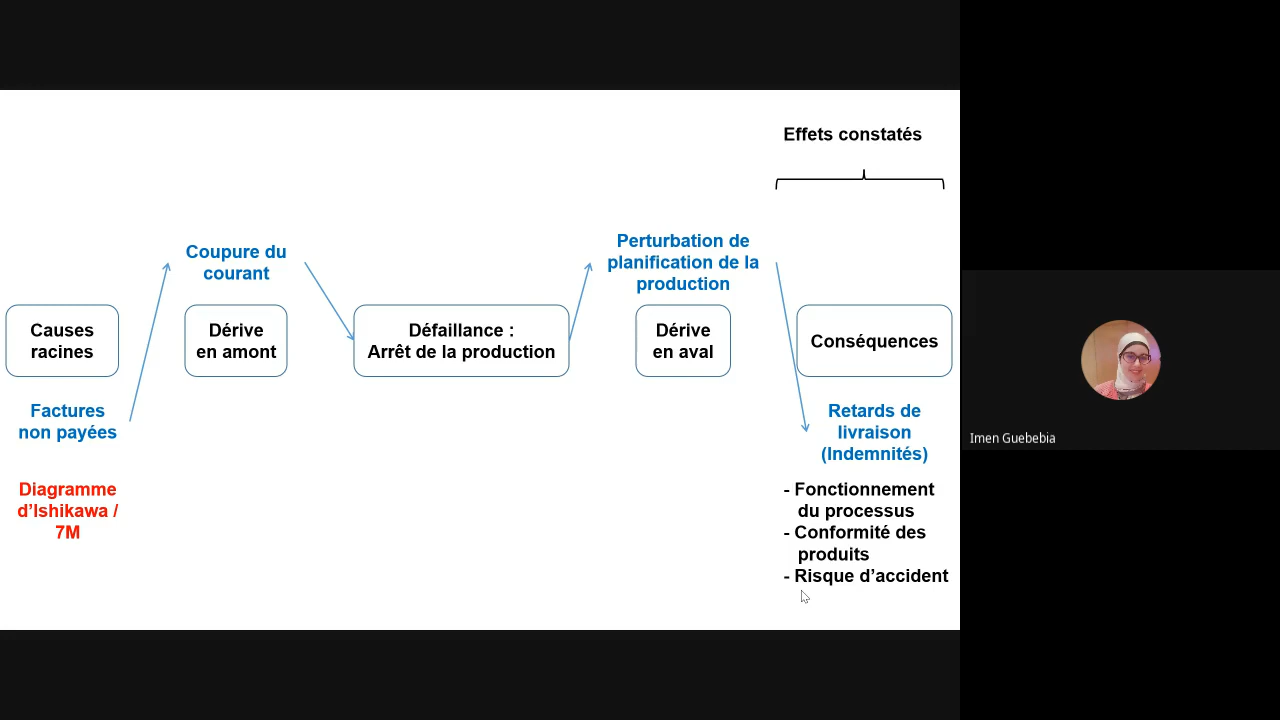 Effets constatés
Coupure du
courant
Perturbation de
planification de la
production
Causes
racines
Dérive
en amont
Défaillance :
Arrêt de la production
Dérive
en aval
Conséquences
Factures
non payées
Retards de
livraison
(Indemnités)
Diagramme
d’Ishikawa /
7M
- Fonctionnement
du processus
- Conformité des
produits
- Risque d’accident
Imen Guebebia